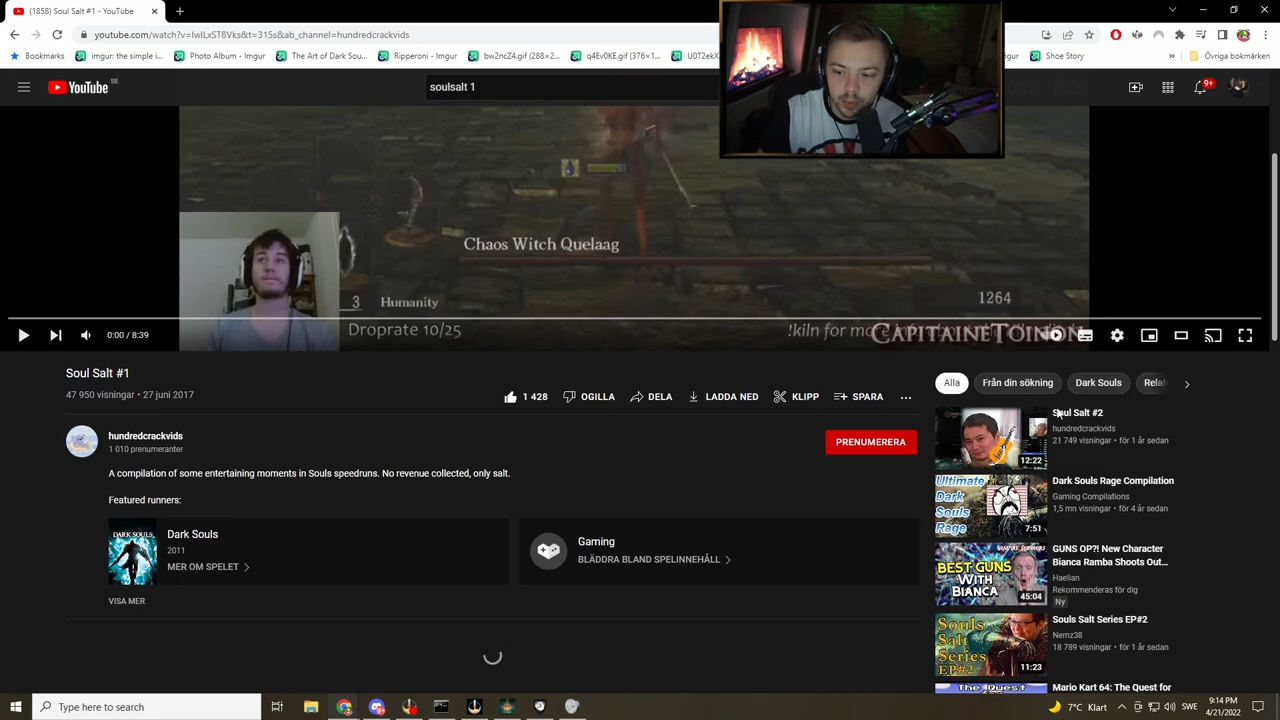 (1858) Soul Salt #1 - YouTube
youtube.com/watch?v=IwlLxST8Vks&t=315s&ab_channel=hundredcrackvids
Bookmarks
imgur: the simple i...
Photo Album - Imgur
The Art of Dark Sou...
Ripperoni - Imgur
bw2ncZ4.gif (288×2...
q4Ev0KE.gif (376×1...
Shoe Story
Övriga bokmärken
YouTube SE
soulsalt 1
9+
Chaos Witch Quelaag
3 Humanity
1264
Droprate 10/25
CAPITAINETOINON
0:00 / 8:39
Soul Salt #1
47 950 visningar • 27 juni 2017
1 428
OGILLA
DELA
LADDA NED
KLIPP
SPARA
hundredcrackvids
1 010 prenumeranter
PRENUMERERA
A compilation of some entertaining moments in Souls speedruns. No revenue collected, only salt.
Featured runners:
Dark Souls
2011
MER OM SPELET
Gaming
BLÄDDRA BLAND SPELINNEHÅLL
VISA MER
Alla
Från din sökning
Dark Souls
Relat
Soul Salt #2
hundredcrackvids
21 749 visningar • för 1 år sedan
12:22
Ultimate
Dark
Souls
Rage
7:51
Dark Souls Rage Compilation
Gaming Compilations
1,5 mn visningar • för 4 år sedan
BEST GUNS
WITH
BIANCA
45:04
GUNS OP?! New Character
Bianca Ramba Shoots Out...
Haelian
Rekommenderas för dig
Ny
Souls
Salt
Series
EP#2
11:23
Souls Salt Series EP#2
Nemz38
18 789 visningar • för 1 år sedan
The Quest
Mario Kart 64: The Quest for
Type here to search
7°C Klart
SWE
9:14 PM
4/21/2022